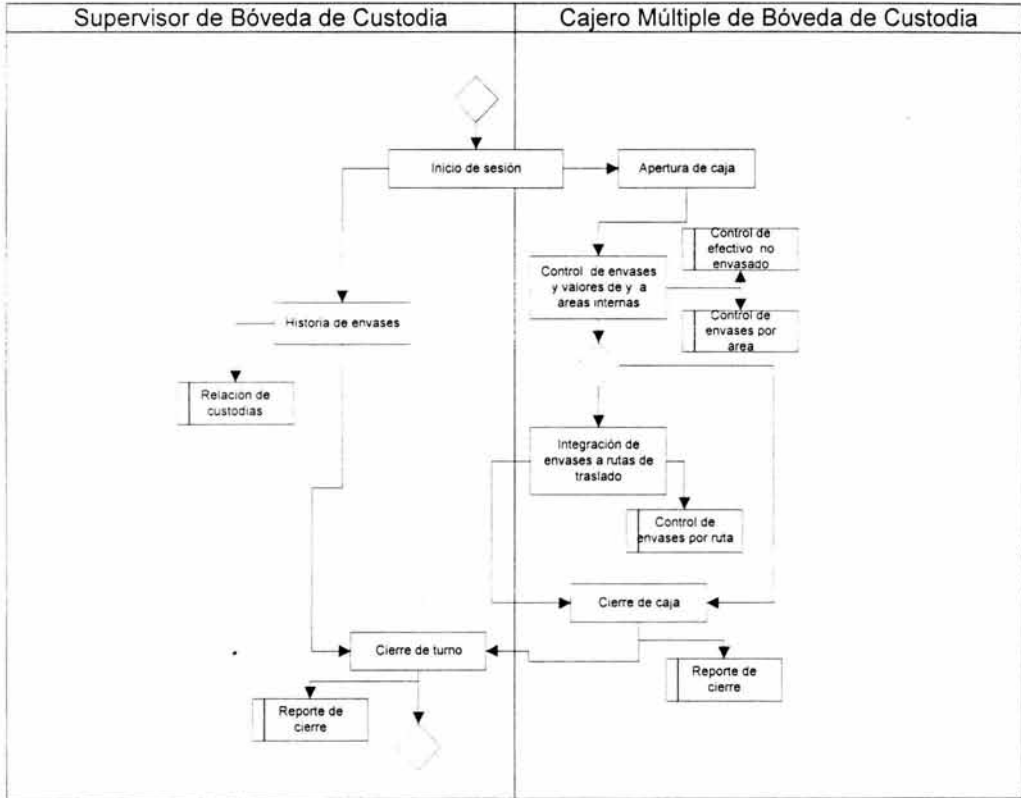 Supervisor de Bóveda de Custodia
Cajero Múltiple de Bóveda de Custodia
Inicio de sesión
Apertura de caja
Control de
efectivo no
envasado
Control de envases
y valores de y a
áreas internas
Historia de envases
Control de
envases por
area
Relacion de
custodias
Integración de
envases a rutas de
traslado
Control de
envases por ruta
Cierre de caja
Cierre de turno
Reporte de
cierre
Reporte de
cierre